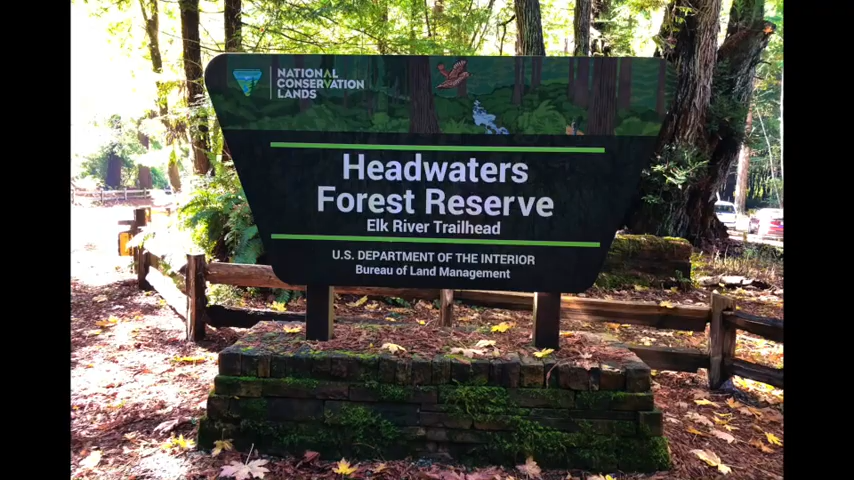 NATIONAL
CONSERVATION
LANDS
Headwaters
Forest Reserve
Elk River Trailhead
U.S. DEPARTMENT OF THE INTERIOR
Bureau of Land Management